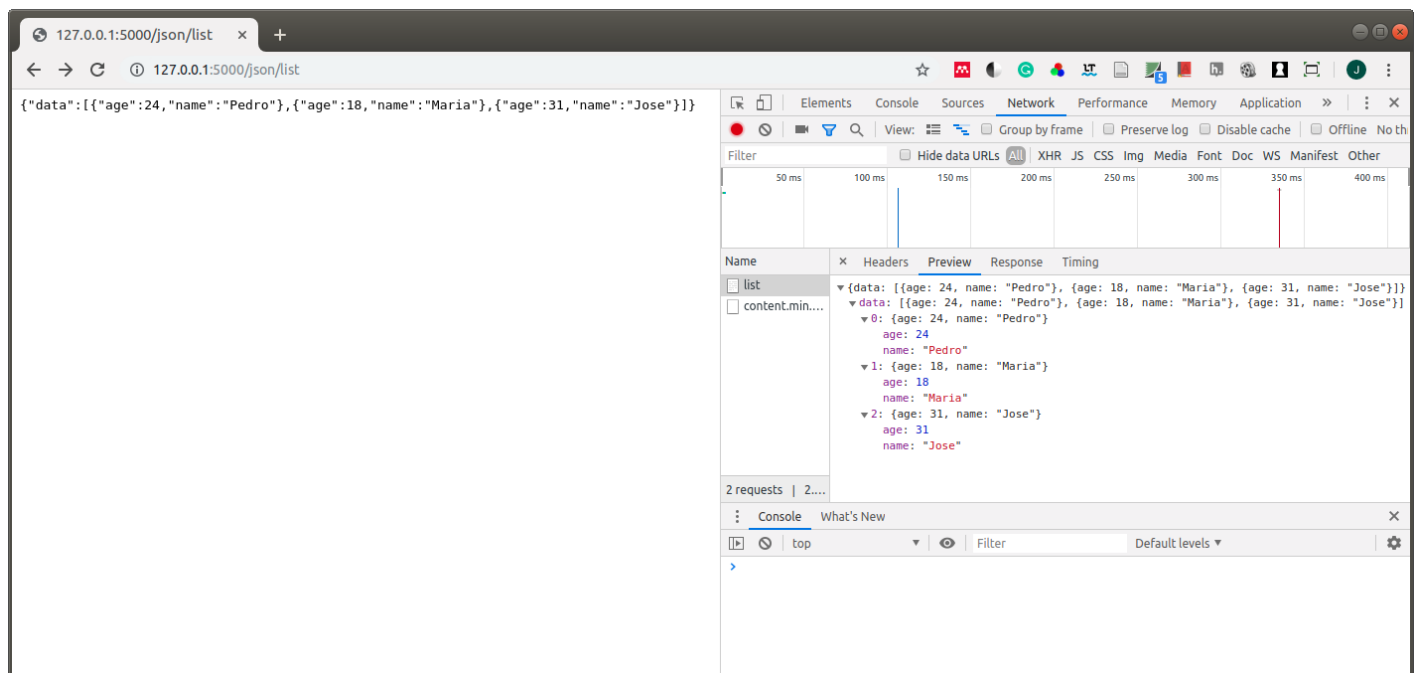 127.0.0.1:5000/json/list
127.0.0.1:5000/json/list
5
J
{"data":[{"age":24,"name":"Pedro"},{"age":18,"name":"Maria"},{"age":31,"name":"Jose"}]}
Elements Console Sources Network Performance Memory Application »
View: Group by frame Preserve log Disable cache Offline No th
Filter Hide data URLs All XHR JS CSS Img Media Font Doc WS Manifest Other
50 ms 100 ms 150 ms 200 ms 250 ms 300 ms 350 ms 400 ms
Name × Headers Preview Response Timing
list
content.min....
{data: [{age: 24, name: "Pedro"}, {age: 18, name: "Maria"}, {age: 31, name: "Jose"}]}
data: [{age: 24, name: "Pedro"}, {age: 18, name: "Maria"}, {age: 31, name: "Jose"}]
0: {age: 24, name: "Pedro"}
age: 24
name: "Pedro"
1: {age: 18, name: "Maria"}
age: 18
name: "Maria"
2: {age: 31, name: "Jose"}
age: 31
name: "Jose"
2 requests | 2....
Console What's New
top Filter Default levels